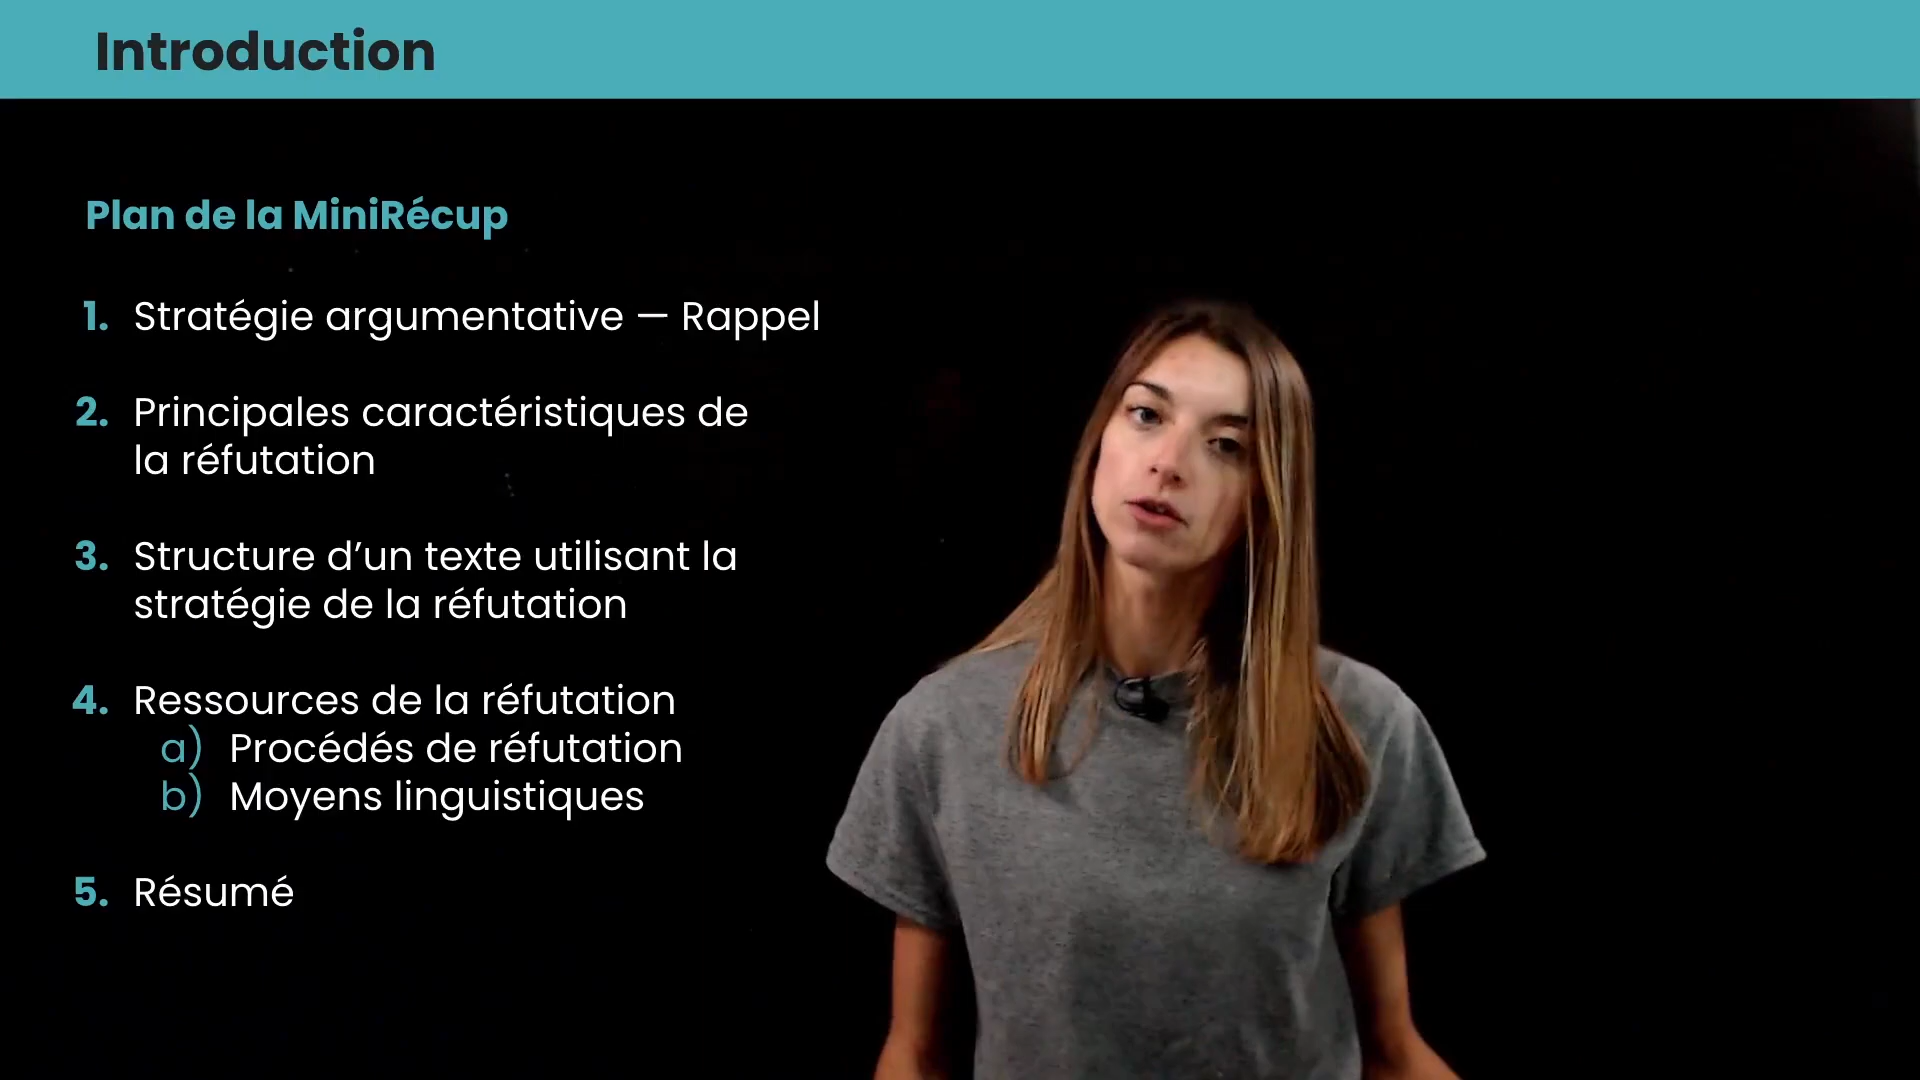 Introduction
Plan de la MiniRécup
1. Stratégie argumentative — Rappel
2. Principales caractéristiques de
la réfutation
3. Structure d’un texte utilisant la
stratégie de la réfutation
4. Ressources de la réfutation
a) Procédés de réfutation
b) Moyens linguistiques
5. Résumé